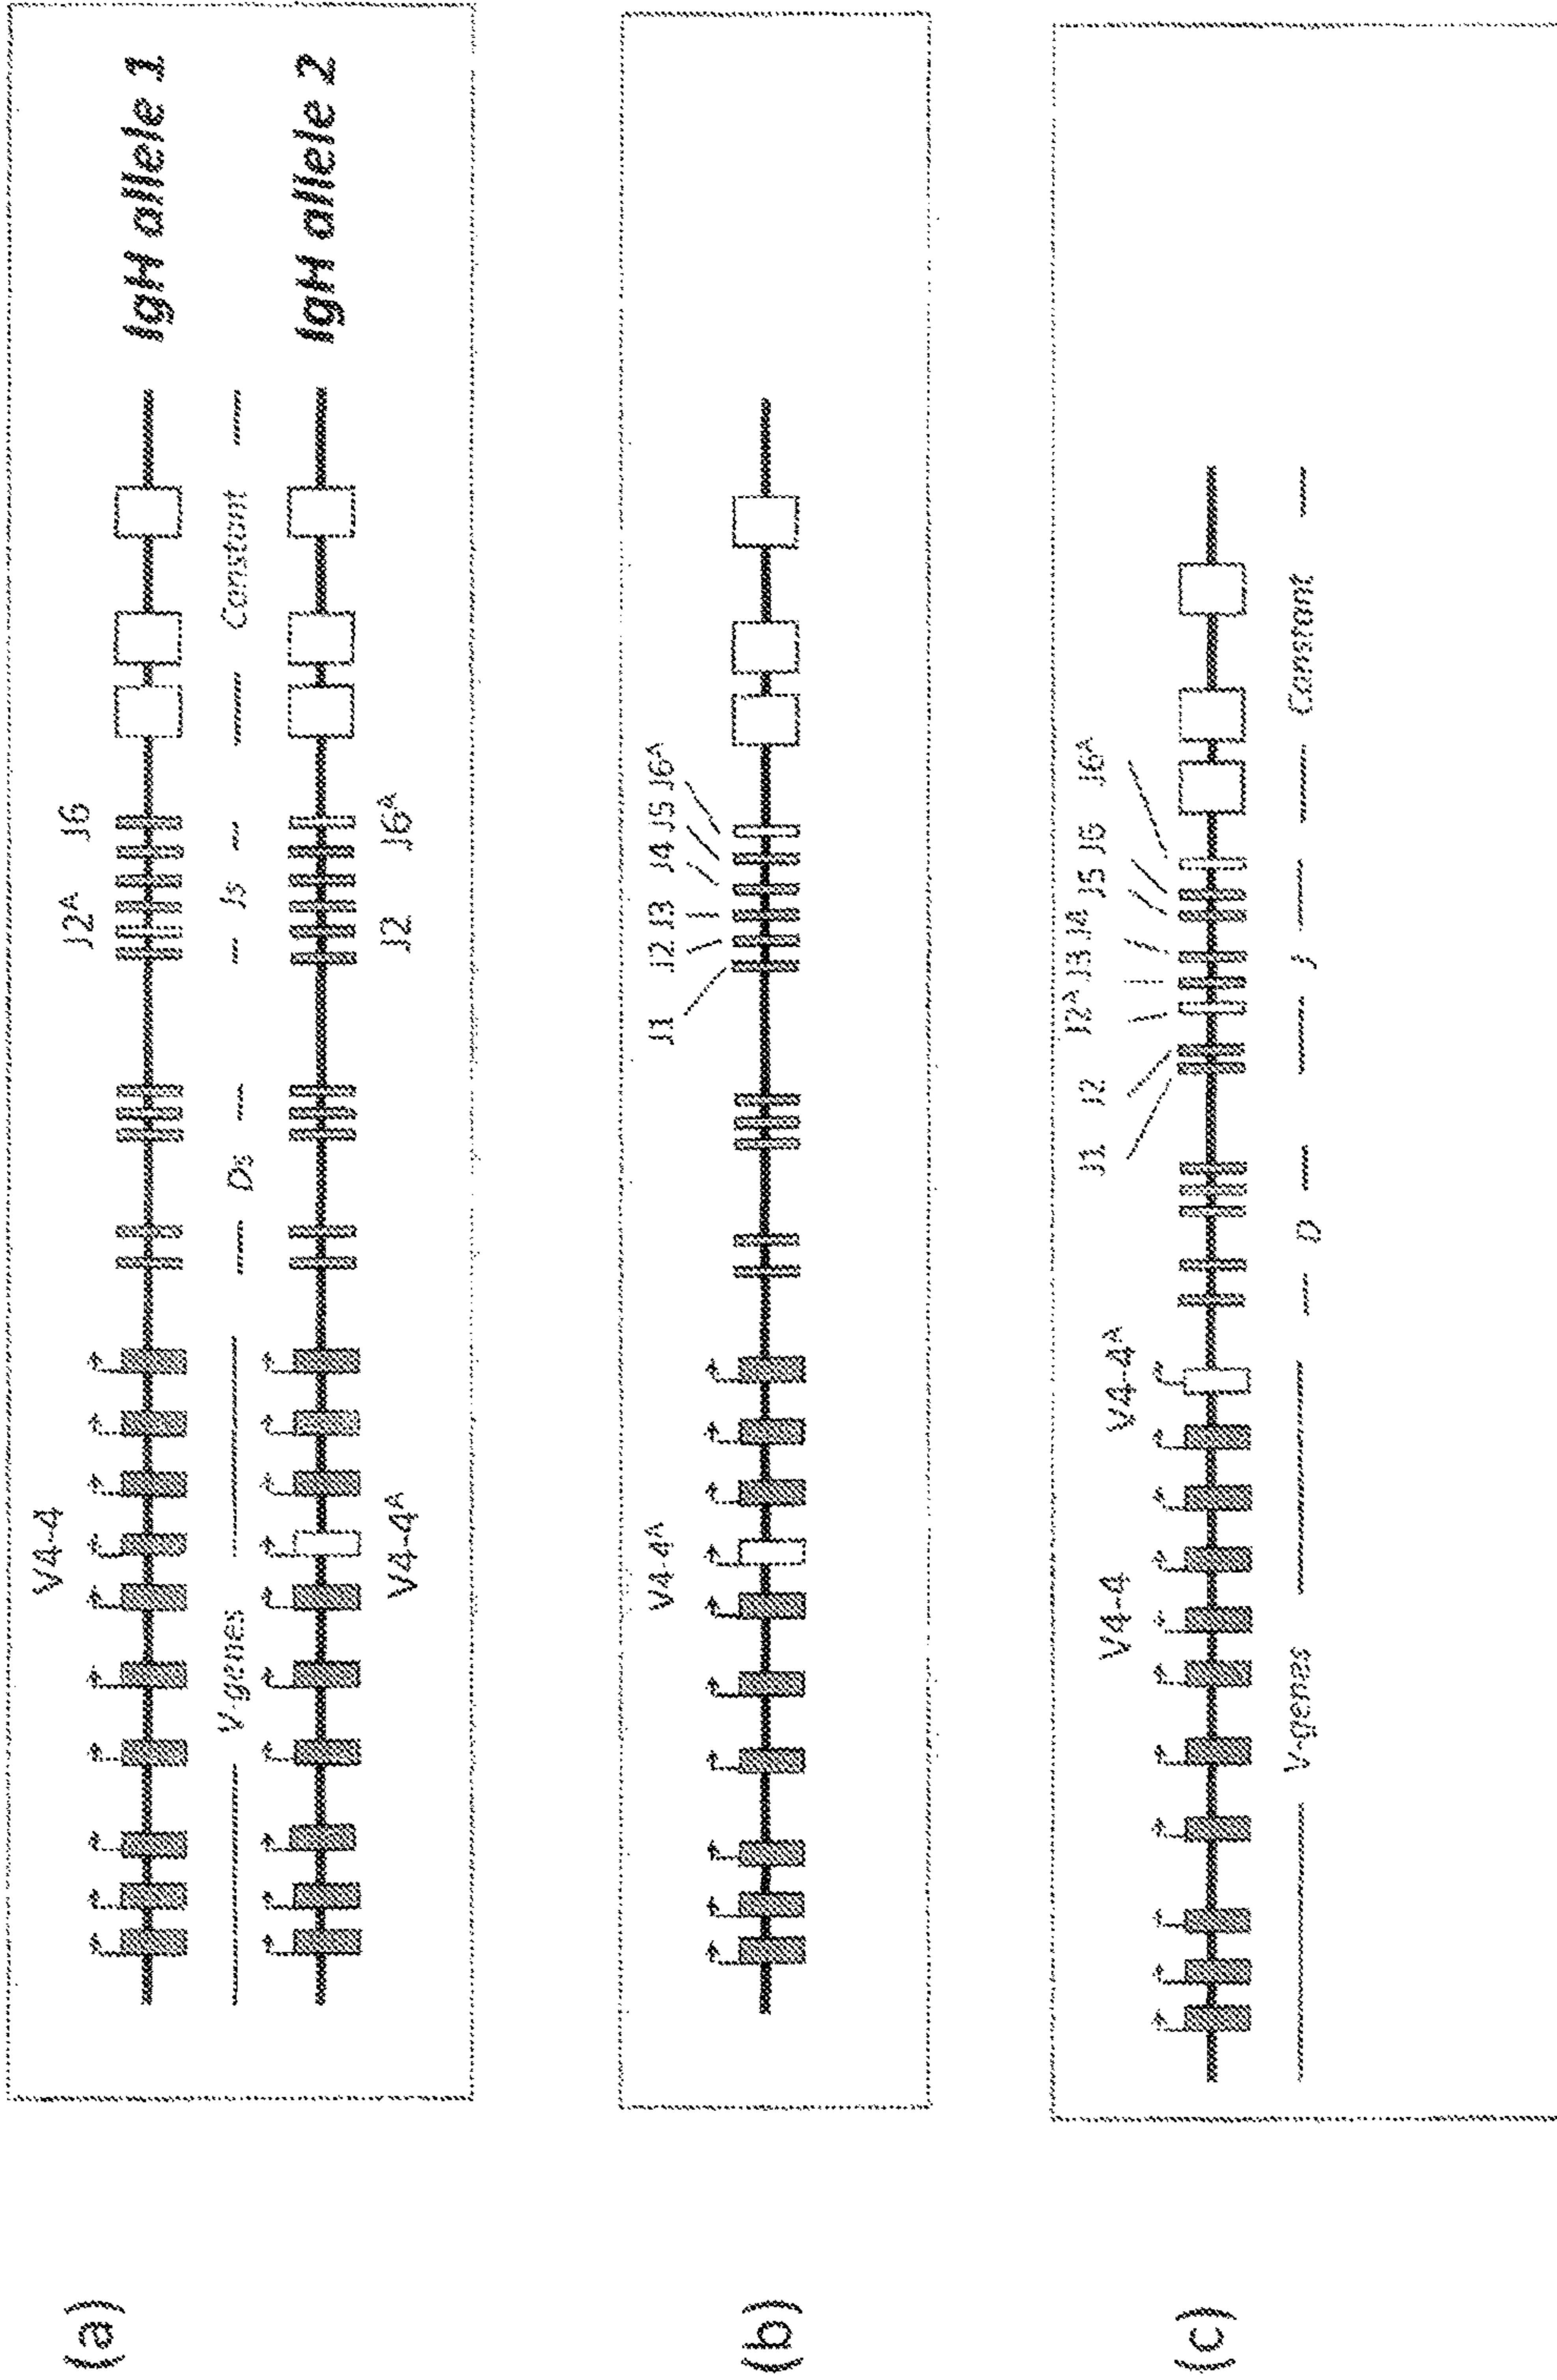 (a)
V4-4 J2ᴬ J6
IgH allele 1
V-genes Ds Js Constant
IgH allele 2
V4-4ᴬ J2 J6ᴬ
(b)
V4-4ᴬ J1 J2 J3 J4 J5 J6ᴬ
(c)
V4-4 V4-4ᴬ J1 J2 J2ᴬ J3 J4 J5 J6 J6ᴬ
V-genes D J Constant